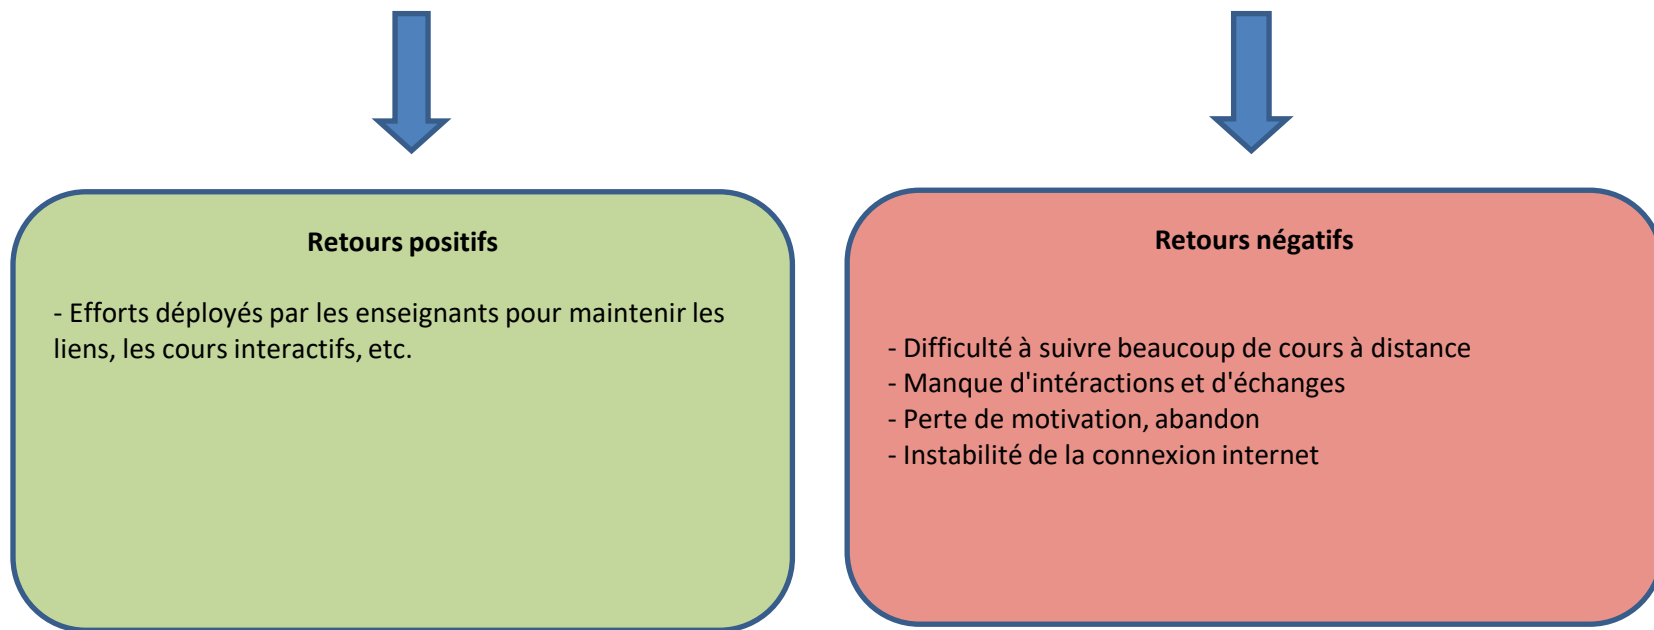 Retours positifs
- Efforts déployés par les enseignants pour maintenir les
liens, les cours interactifs, etc.
Retours négatifs
- Difficulté à suivre beaucoup de cours à distance
- Manque d'intéractions et d'échanges
- Perte de motivation, abandon
- Instabilité de la connexion internet